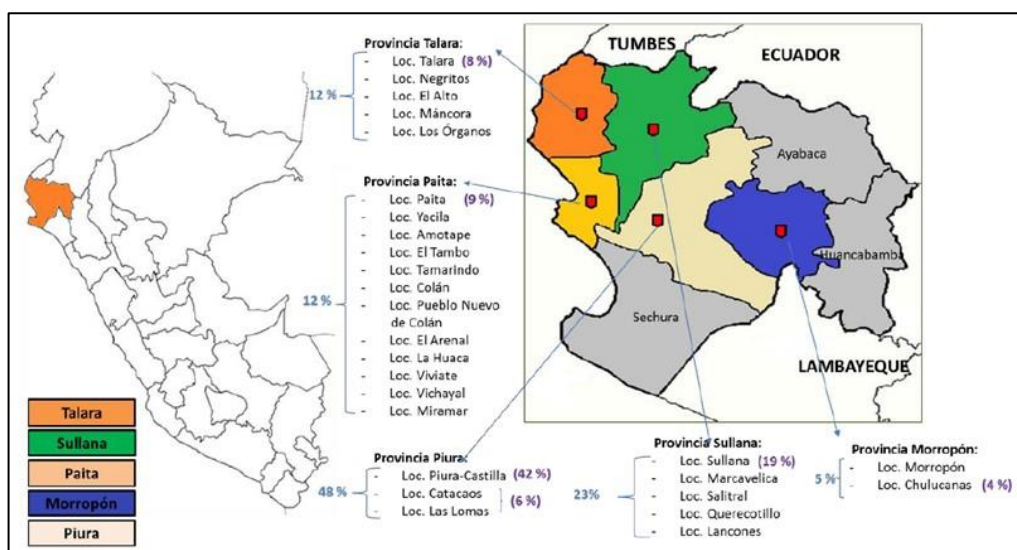 Provincia Talara:
- Loc. Talara (8 %)
- Loc. Negritos
12 %
- Loc. El Alto
- Loc. Máncora
- Loc. Los Órganos
Provincia Paita:
- Loc. Paita (9 %)
- Loc. Yacila
- Loc. Amotape
- Loc. El Tambo
- Loc. Tamarindo
- Loc. Colán
12 %
- Loc. Pueblo Nuevo
de Colán
- Loc. El Arenal
- Loc. La Huaca
- Loc. Viviate
- Loc. Vichayal
- Loc. Miramar
TUMBES
ECUADOR
Ayabaca
Huancabamba
Sechura
LAMBAYEQUE
Talara
Sullana
Paita
Morropón
Piura
Provincia Piura:
- Loc. Piura-Castilla (42 %)
48 %
- Loc. Catacaos
- Loc. Las Lomas
(6 %)
Provincia Sullana:
- Loc. Sullana (19 %)
- Loc. Marcavelica
23%
- Loc. Salitral
- Loc. Querecotillo
- Loc. Lancones
Provincia Morropón:
5 %
- Loc. Morropón
- Loc. Chulucanas (4 %)